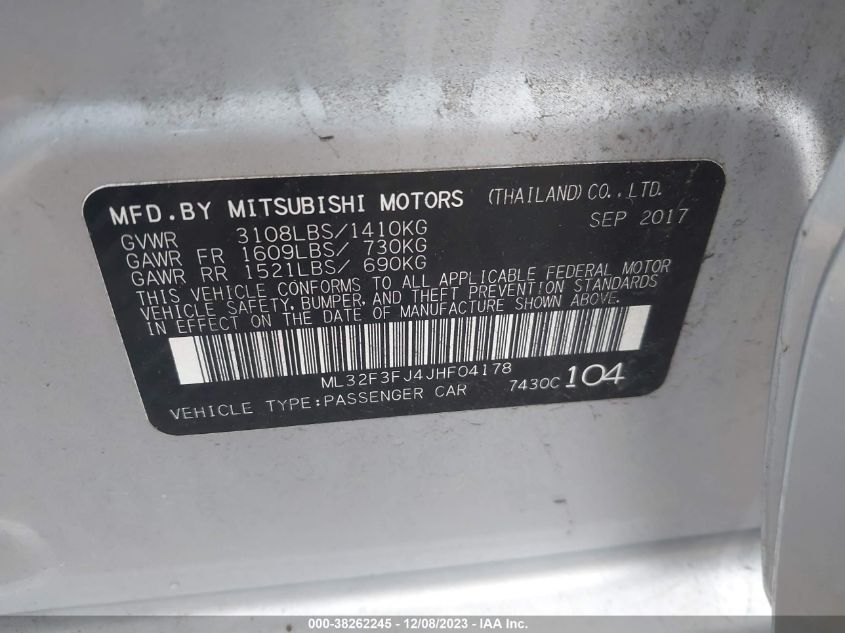 MFD.BY MITSUBISHI MOTORS (THAILAND) CO.,LTD.
SEP 2017
GVWR 3108LBS/1410KG
GAWR FR 1609LBS/ 730KG
GAWR RR 1521LBS/ 690KG
THIS VEHICLE CONFORMS TO ALL APPLICABLE FEDERAL MOTOR
VEHICLE SAFETY, BUMPER, AND THEFT PREVENTION STANDARDS
IN EFFECT ON THE DATE OF MANUFACTURE SHOWN ABOVE.
ML32F3FJ4JHF04178
VEHICLE TYPE:PASSENGER CAR 7430C 104
000-38262245 - 12/08/2023 - IAA Inc.